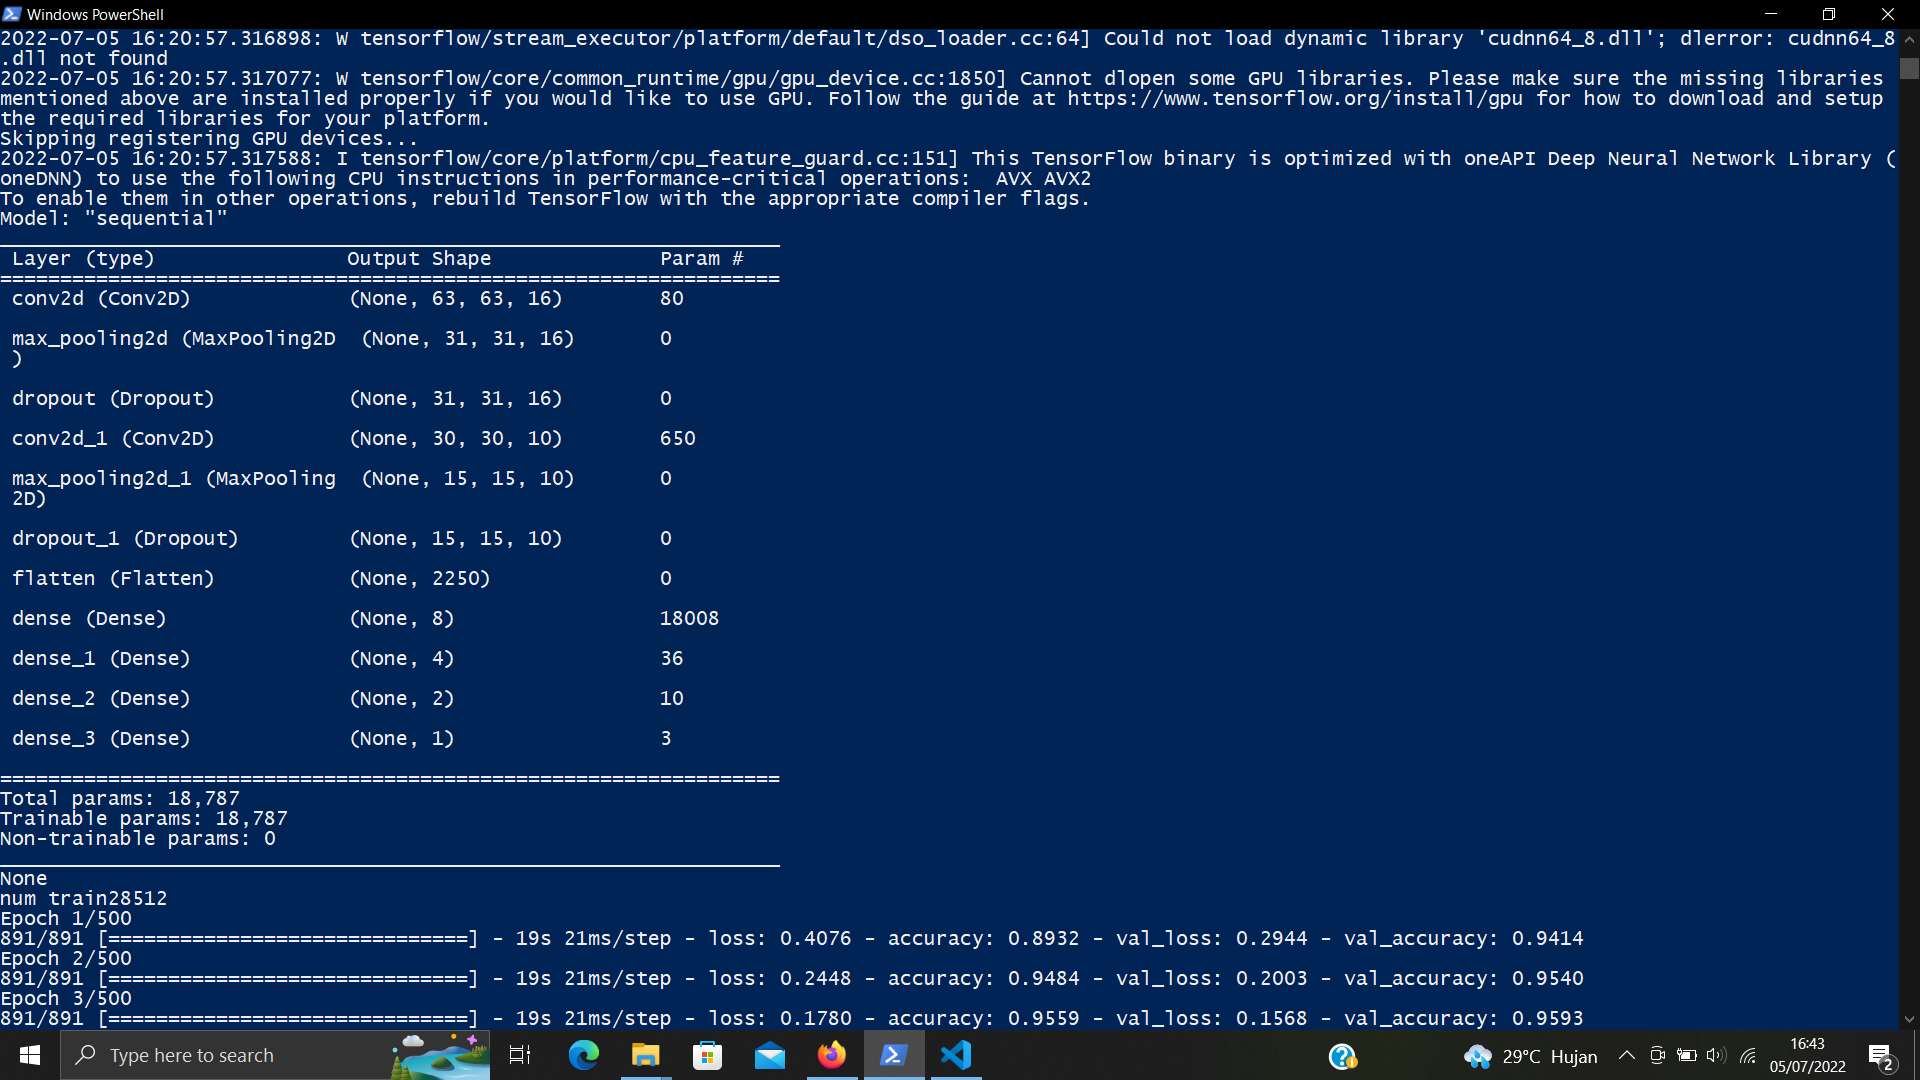 Windows PowerShell
2022-07-05 16:20:57.316898: W tensorflow/stream_executor/platform/default/dso_loader.cc:64] Could not load dynamic library 'cudnn64_8.dll'; dlerror: cudnn64_8
.dll not found
2022-07-05 16:20:57.317077: W tensorflow/core/common_runtime/gpu/gpu_device.cc:1850] Cannot dlopen some GPU libraries. Please make sure the missing libraries
mentioned above are installed properly if you would like to use GPU. Follow the guide at https://www.tensorflow.org/install/gpu for how to download and setup
the required libraries for your platform.
Skipping registering GPU devices...
2022-07-05 16:20:57.317588: I tensorflow/core/platform/cpu_feature_guard.cc:151] This TensorFlow binary is optimized with oneAPI Deep Neural Network Library (
oneDNN) to use the following CPU instructions in performance-critical operations:  AVX AVX2
To enable them in other operations, rebuild TensorFlow with the appropriate compiler flags.
Model: "sequential"
_________________________________________________________________
 Layer (type)                Output Shape              Param #
=================================================================
 conv2d (Conv2D)             (None, 63, 63, 16)        80
 max_pooling2d (MaxPooling2D  (None, 31, 31, 16)       0
 )
 dropout (Dropout)           (None, 31, 31, 16)        0
 conv2d_1 (Conv2D)           (None, 30, 30, 10)        650
 max_pooling2d_1 (MaxPooling  (None, 15, 15, 10)       0
 2D)
 dropout_1 (Dropout)         (None, 15, 15, 10)        0
 flatten (Flatten)           (None, 2250)              0
 dense (Dense)               (None, 8)                 18008
 dense_1 (Dense)             (None, 4)                 36
 dense_2 (Dense)             (None, 2)                 10
 dense_3 (Dense)             (None, 1)                 3
=================================================================
Total params: 18,787
Trainable params: 18,787
Non-trainable params: 0
_________________________________________________________________
None
num train28512
Epoch 1/500
891/891 [==============================] - 19s 21ms/step - loss: 0.4076 - accuracy: 0.8932 - val_loss: 0.2944 - val_accuracy: 0.9414
Epoch 2/500
891/891 [==============================] - 19s 21ms/step - loss: 0.2448 - accuracy: 0.9484 - val_loss: 0.2003 - val_accuracy: 0.9540
Epoch 3/500
891/891 [==============================] - 19s 21ms/step - loss: 0.1780 - accuracy: 0.9559 - val_loss: 0.1568 - val_accuracy: 0.9593
Type here to search
29°C Hujan
16:43
05/07/2022
2